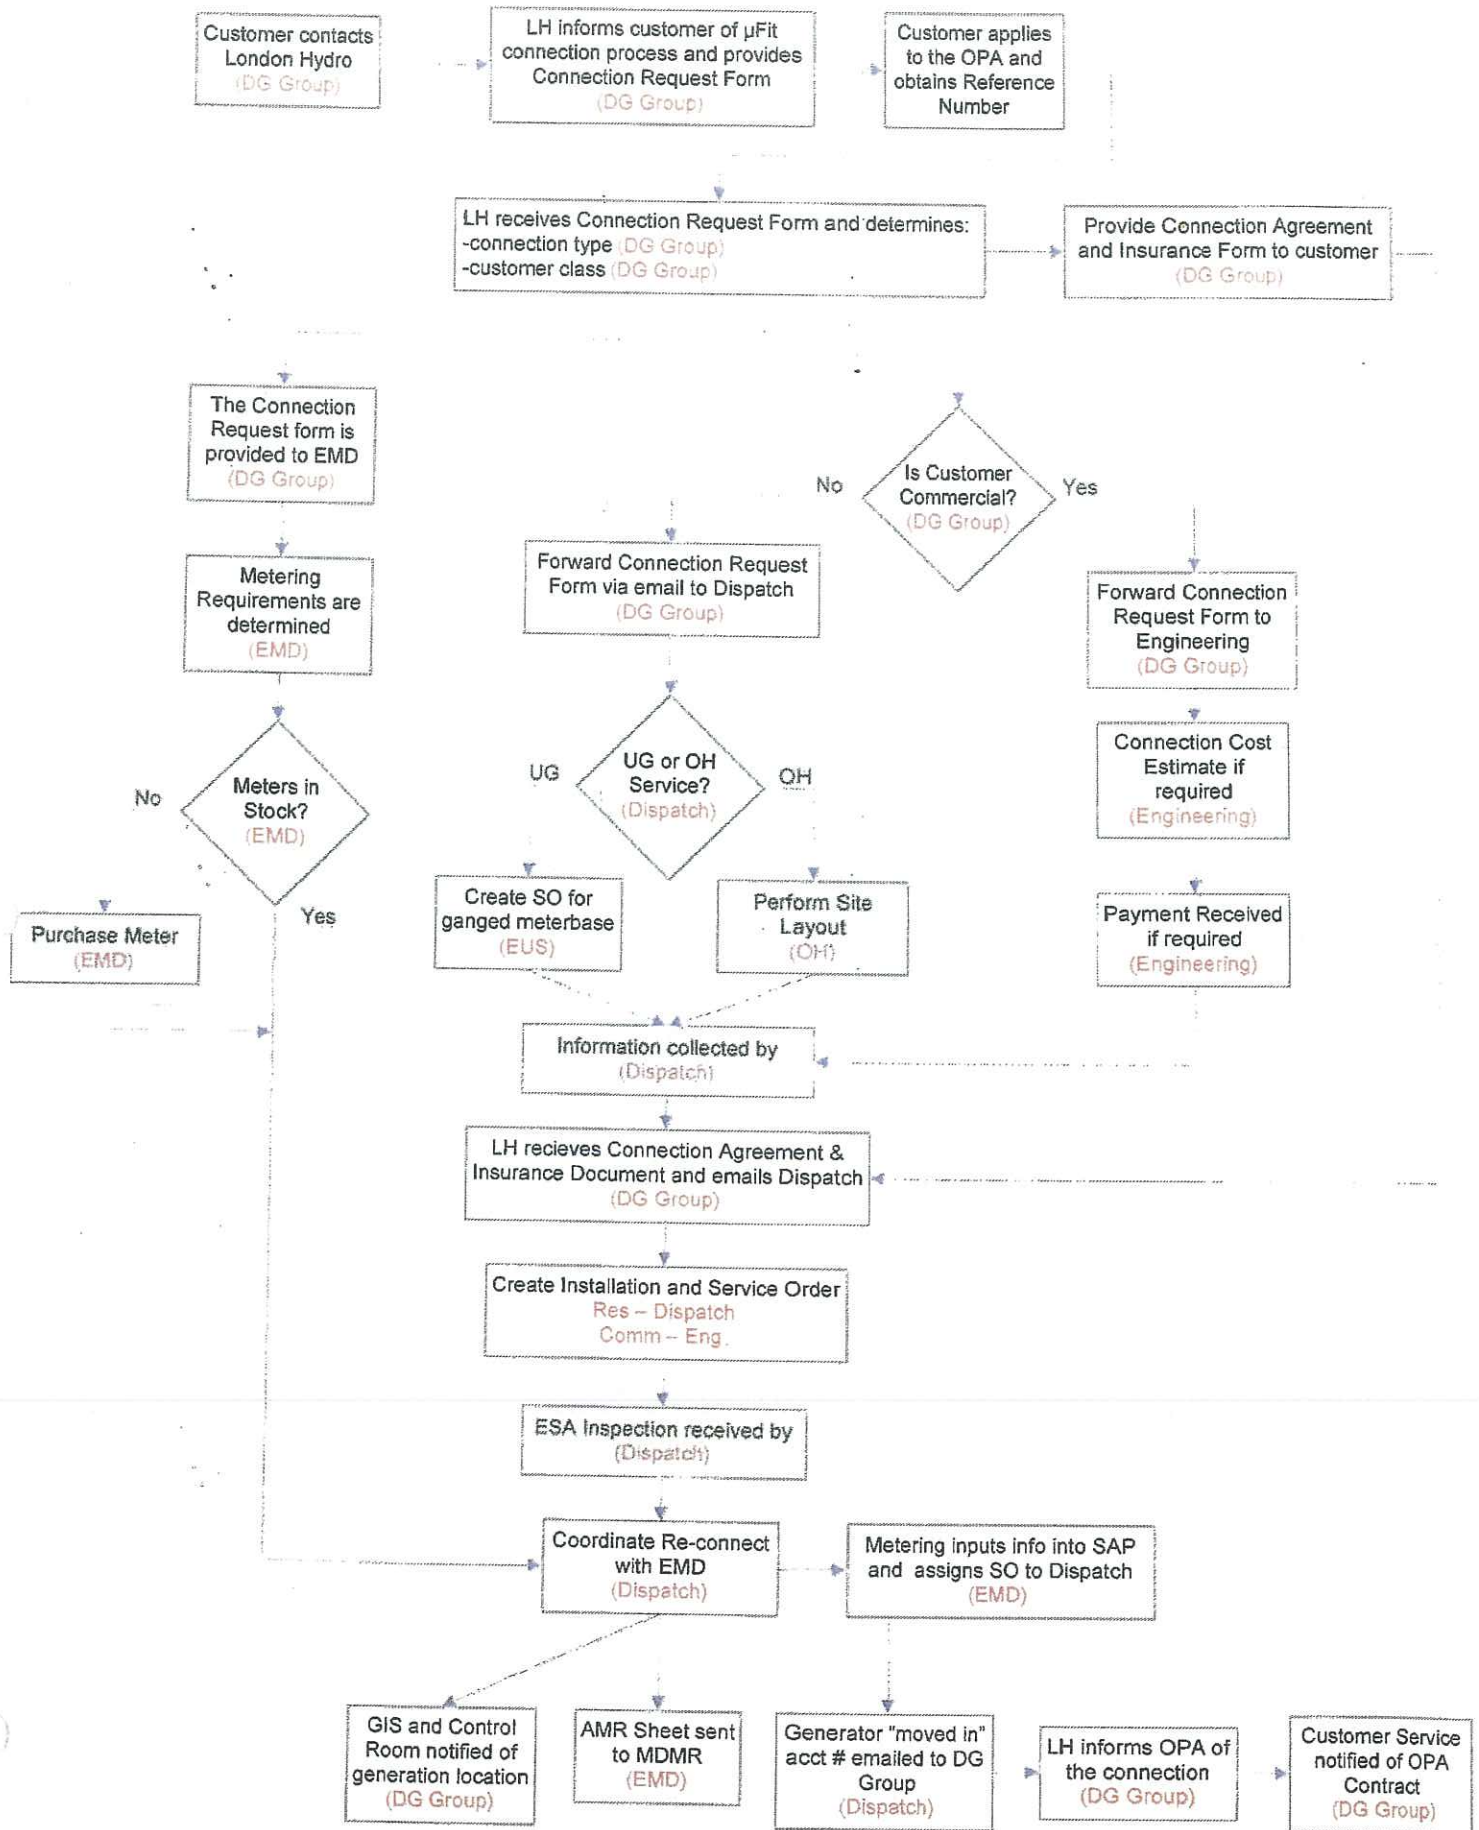 Customer contacts
London Hydro
(DG Group)
LH informs customer of µFit
connection process and provides
Connection Request Form
(DG Group)
Customer applies
to the OPA and
obtains Reference
Number
LH receives Connection Request Form and determines:
-connection type (DG Group)
-customer class (DG Group)
Provide Connection Agreement
and Insurance Form to customer
(DG Group)
The Connection
Request form is
provided to EMD
(DG Group)
Is Customer
Commercial?
(DG Group)
No
Yes
Metering
Requirements are
determined
(EMD)
Forward Connection Request
Form via email to Dispatch
(DG Group)
Forward Connection
Request Form to
Engineering
(DG Group)
Meters in
Stock?
(EMD)
No
Yes
UG or OH
Service?
(Dispatch)
UG
OH
Connection Cost
Estimate if
required
(Engineering)
Purchase Meter
(EMD)
Create SO for
ganged meterbase
(EUS)
Perform Site
Layout
(OH)
Payment Received
if required
(Engineering)
Information collected by
(Dispatch)
LH recieves Connection Agreement &
Insurance Document and emails Dispatch
(DG Group)
Create Installation and Service Order
Res – Dispatch
Comm – Eng.
ESA Inspection received by
(Dispatch)
Coordinate Re-connect
with EMD
(Dispatch)
Metering inputs info into SAP
and assigns SO to Dispatch
(EMD)
GIS and Control
Room notified of
generation location
(DG Group)
AMR Sheet sent
to MDMR
(EMD)
Generator "moved in"
acct # emailed to DG
Group
(Dispatch)
LH informs OPA of
the connection
(DG Group)
Customer Service
notified of OPA
Contract
(DG Group)